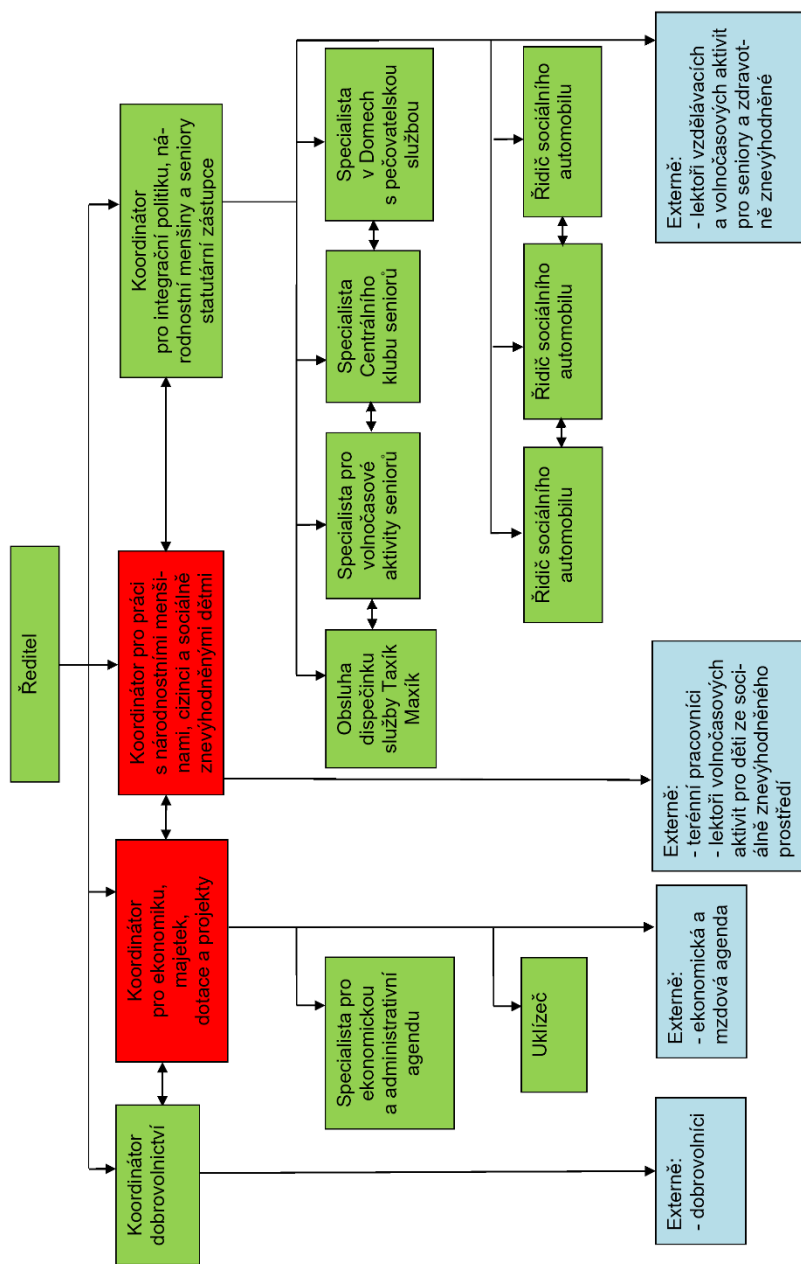 Ředitel
Koordinátor
dobrovolnictví
Koordinátor
pro ekonomiku,
majetek,
dotace a projekty
Koordinátor pro práci
s národnostními menši-
nami, cizinci a sociálně
znevýhodněnými dětmi
Koordinátor
pro integrační politiku, ná-
rodnostní menšiny a seniory
statutární zástupce
Specialista pro
ekonomickou
a administrativní
agendu
Obsluha
dispečinku
služby Taxík
Maxík
Specialista pro
volnočasové
aktivity seniorů
Specialista
Centrálního
klubu seniorů
Specialista
v Domech
s pečovatelskou
službou
Uklízeč
Řidič sociálního
automobilu
Řidič sociálního
automobilu
Řidič sociálního
automobilu
Externě:
- dobrovolníci
Externě:
- ekonomická a
mzdová agenda
Externě:
- terénní pracovníci
- lektoři volnočasových
aktivit pro děti ze soci-
álně znevýhodněného
prostředí
Externě:
- lektoři vzdělávacích
a volnočasových aktivit
pro seniory a zdravot-
ně znevýhodněné